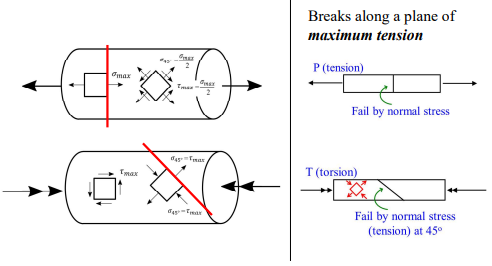 Breaks along a plane of
maximum tension
σmax
σ45° = σmax/2
τmax = σmax/2
P (tension)
Fail by normal stress
τmax
σ45°=τmax
σ45°=τmax
T (torsion)
Fail by normal stress
(tension) at 45°